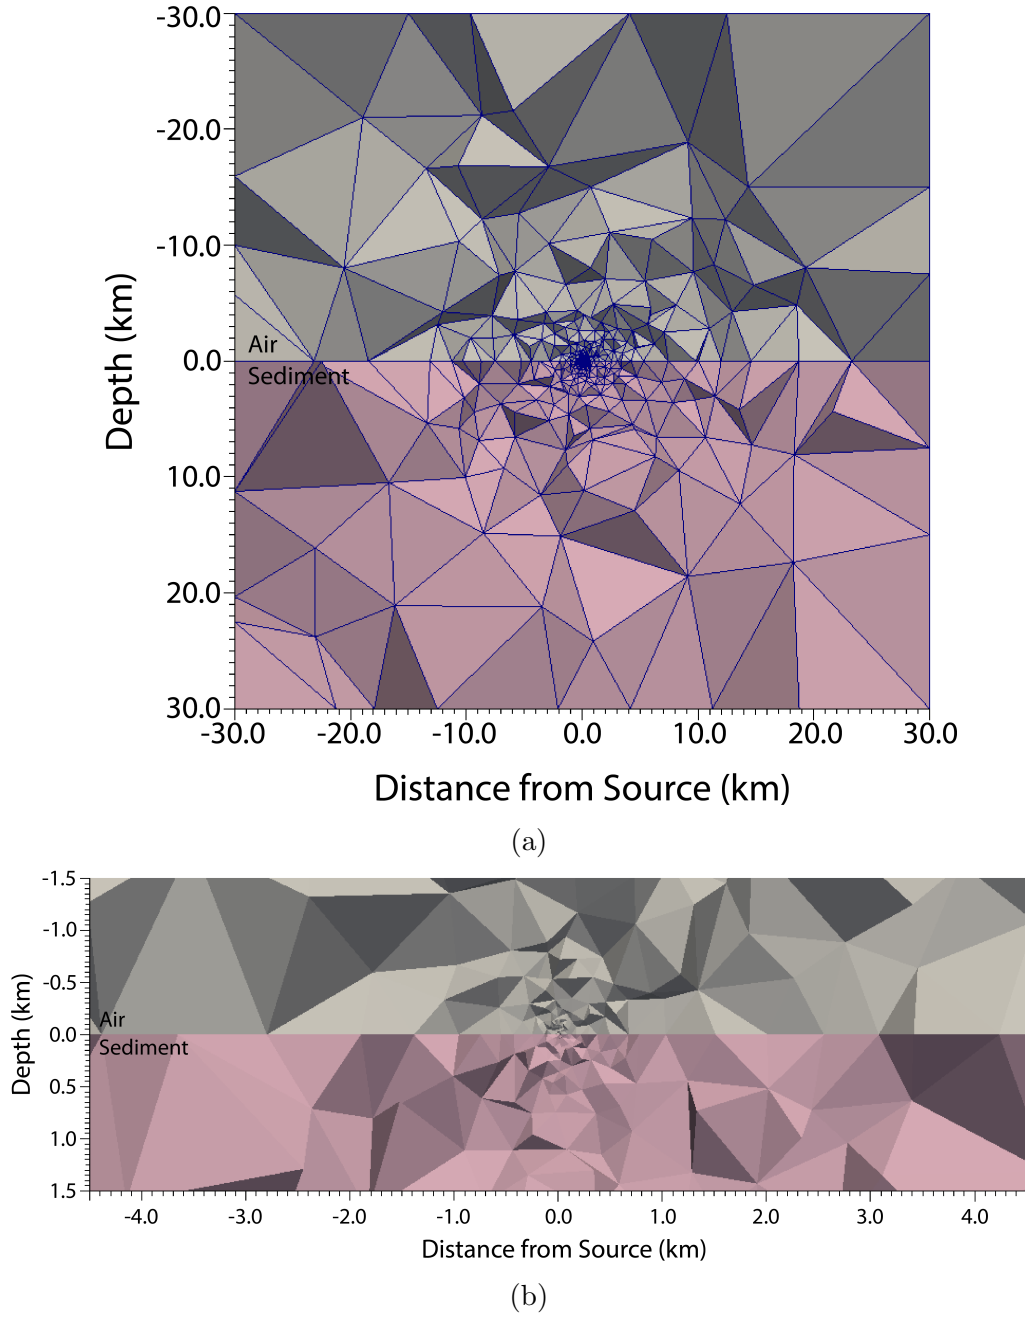 -30.0
-20.0
-10.0
0.0
10.0
20.0
30.0
Depth (km)
Air
Sediment
-30.0 -20.0 -10.0 0.0 10.0 20.0 30.0
Distance from Source (km)
(a)
-1.5
-1.0
-0.5
0.0
0.5
1.0
1.5
Depth (km)
Air
Sediment
-4.0 -3.0 -2.0 -1.0 0.0 1.0 2.0 3.0 4.0
Distance from Source (km)
(b)